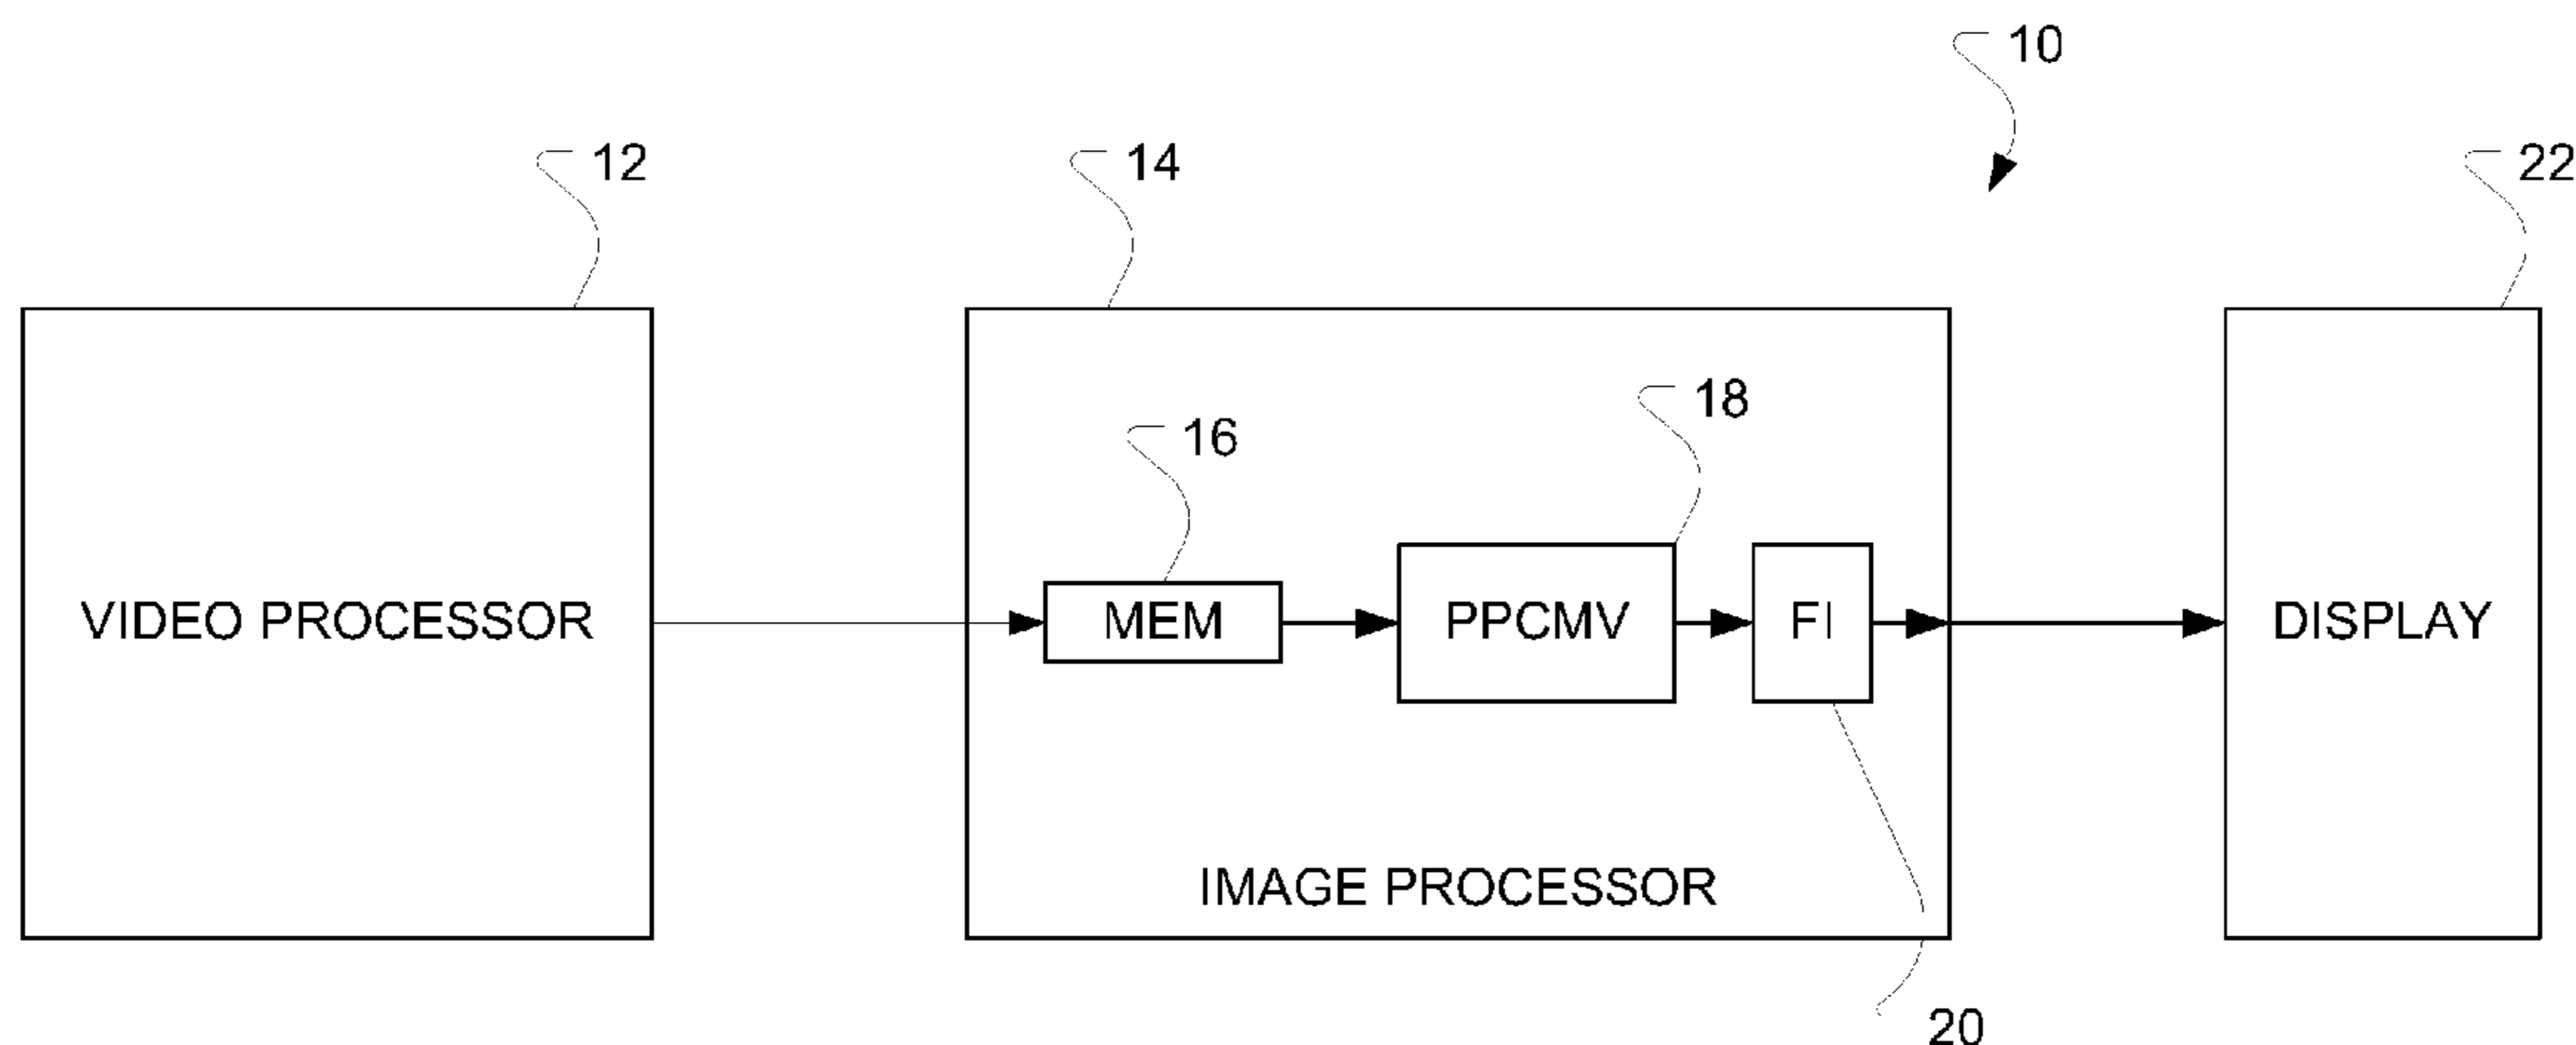 10
12
14
22
18
16
VIDEO PROCESSOR
MEM
PPCMV
FI
DISPLAY
IMAGE PROCESSOR
20